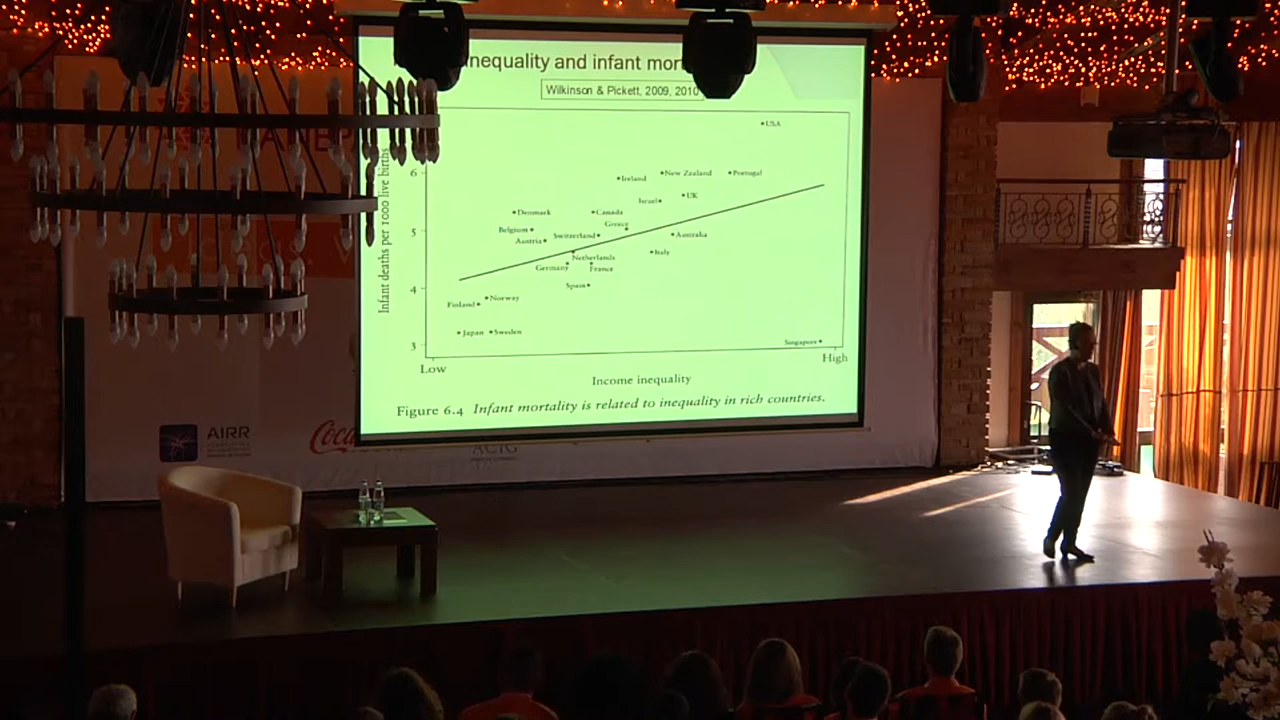 inequality and infant mor
Wilkinson & Pickett, 2009, 2010
USA
6
Ireland
New Zealand
Portugal
Israel
UK
Denmark
Canada
5
Belgium
Switzerland
Greece
Austria
Australia
Netherlands
Italy
Germany
France
4
Spain
Finland
Norway
Japan
Sweden
3
Singapore
Low
High
Infant deaths per 1000 live births
Income inequality
Figure 6.4 Infant mortality is related to inequality in rich countries.
AIRR
Coca
ACTG